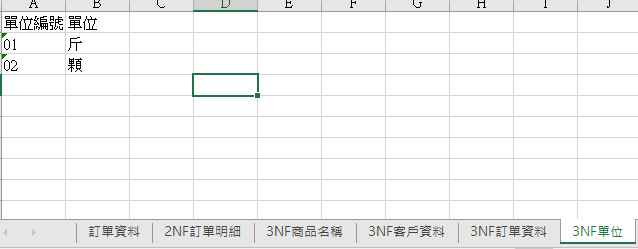 A B C D E F G H I J
單位編號 單位
01 斤
02 顆
訂單資料 2NF訂單明細 3NF商品名稱 3NF客戶資料 3NF訂單資料 3NF單位